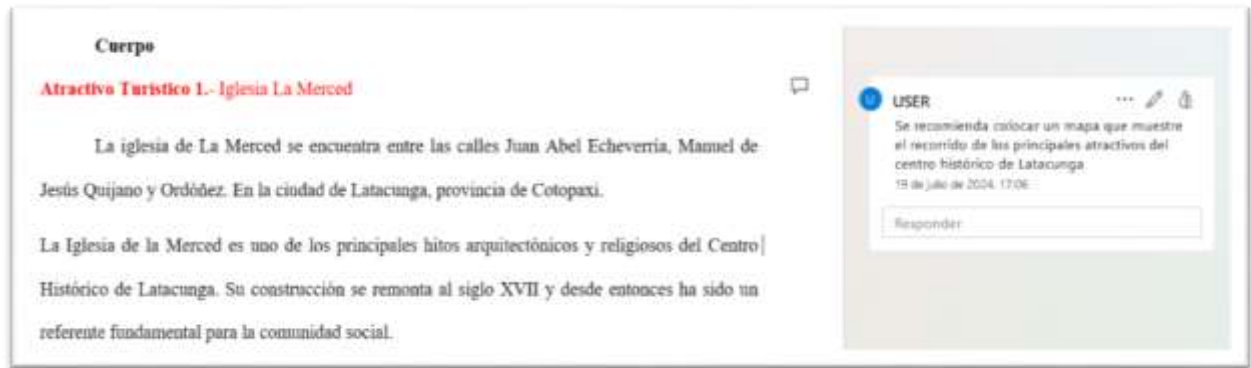 Cuerpo
Atractivo Turístico 1.- Iglesia La Merced
La iglesia de La Merced se encuentra entre las calles Juan Abel Echeverría, Manuel de
Jesús Quijano y Ordóñez. En la ciudad de Latacunga, provincia de Cotopaxi.
La Iglesia de la Merced es uno de los principales hitos arquitectónicos y religiosos del Centro
Histórico de Latacunga. Su construcción se remonta al siglo XVII y desde entonces ha sido un
referente fundamental para la comunidad social.
U USER
Se recomienda colocar un mapa que muestre
el recorrido de los principales atractivos del
centro histórico de Latacunga
19 de julio de 2024, 17:06
Responder